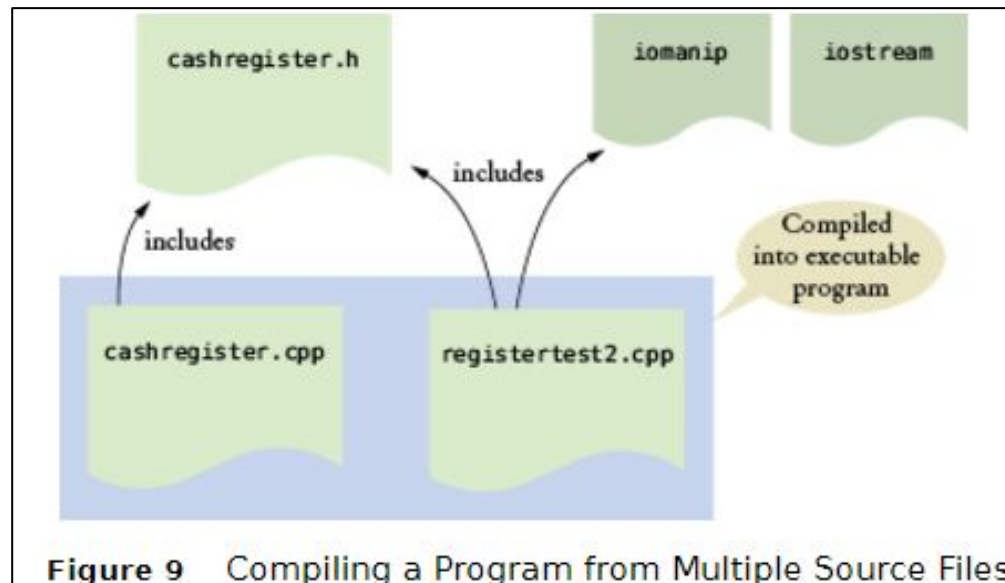 cashregister.h
iomanip
iostream
includes
includes
Compiled
into executable
program
cashregister.cpp
registertest2.cpp
Figure 9 Compiling a Program from Multiple Source Files